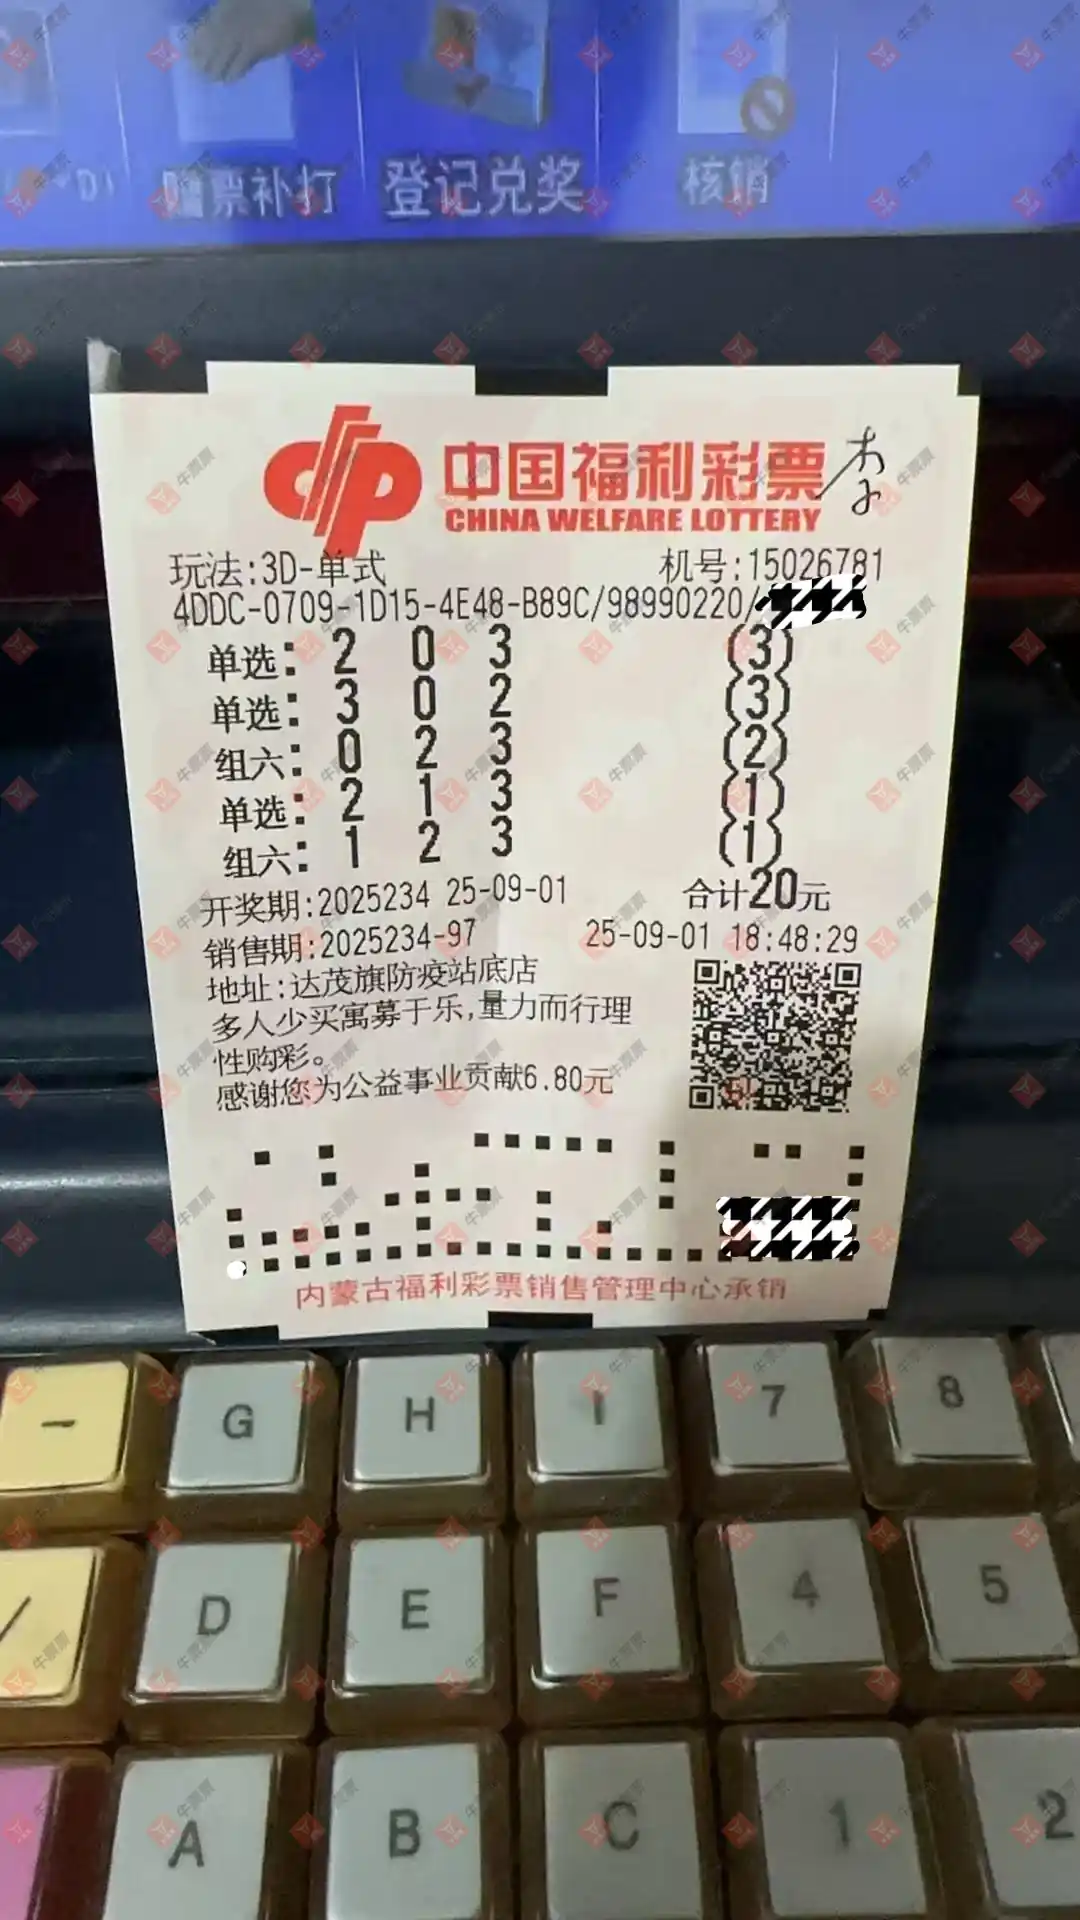 票补打
登记兑奖
核销
中国福利彩票
CHINA WELFARE LOTTERY
李
玩法:3D-单式 机号:15026781
4DDC-0709-1D15-4E48-B89C/98990220/
单选: 2 0 3 (3)
单选: 3 0 2 (3)
组六: 0 2 3 (2)
单选: 2 1 3 (1)
组六: 1 2 3 (1)
开奖期:2025234 25-09-01 合计20元
销售期:2025234-97 25-09-01 18:48:29
地址:达茂旗防疫站底店
多人少买寓募于乐,量力而行理
性购彩。
感谢您为公益事业贡献6.80元
内蒙古福利彩票销售管理中心承销
- G H I 7 8
/ D E F 4 5
A B C 1 2
牛票票